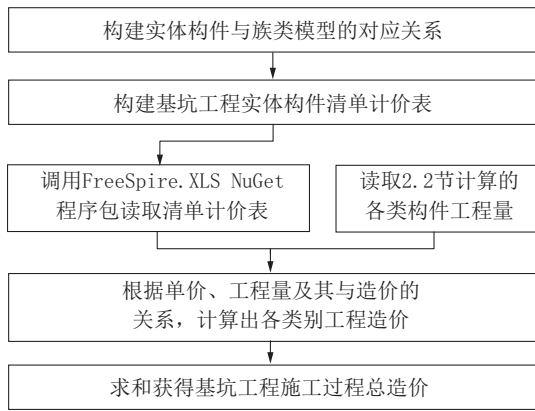 构建实体构件与族类模型的对应关系
构建基坑工程实体构件清单计价表
调用FreeSpire.XLS NuGet
程序包读取清单计价表
读取2.2节计算的
各类构件工程量
根据单价、工程量及其与造价的
关系，计算出各类别工程造价
求和获得基坑工程施工过程总造价